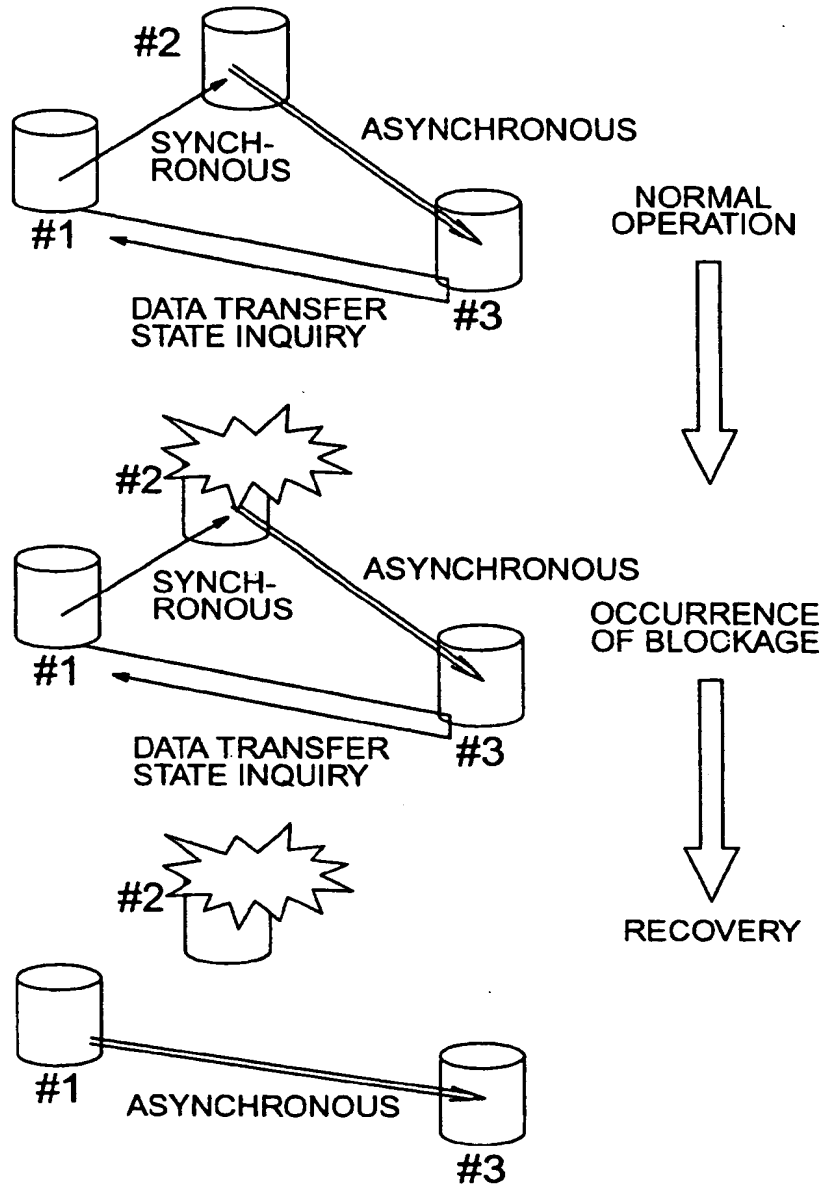 #2
SYNCH-
RONOUS
ASYNCHRONOUS
#1
DATA TRANSFER
STATE INQUIRY
#3
NORMAL
OPERATION
#2
SYNCH-
RONOUS
ASYNCHRONOUS
#1
DATA TRANSFER
STATE INQUIRY
#3
OCCURRENCE
OF BLOCKAGE
#2
RECOVERY
#1
ASYNCHRONOUS
#3